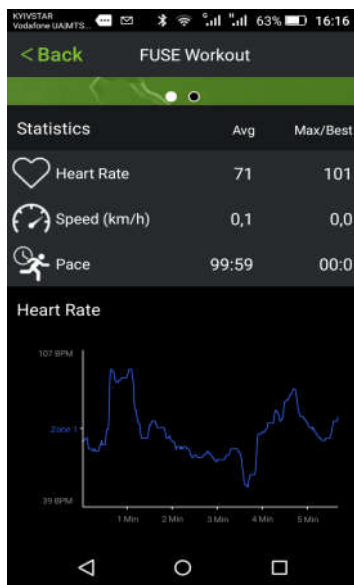 KYIVSTAR
Vodafone UA|MTS... 63% 16:16
< Back FUSE Workout
Statistics Avg Max/Best
Heart Rate 71 101
Speed (km/h) 0,1 0,0
Pace 99:59 00:0
Heart Rate
107 BPM
Zone 1
39 BPM
1 Min 2 Min 3 Min 4 Min 5 Min